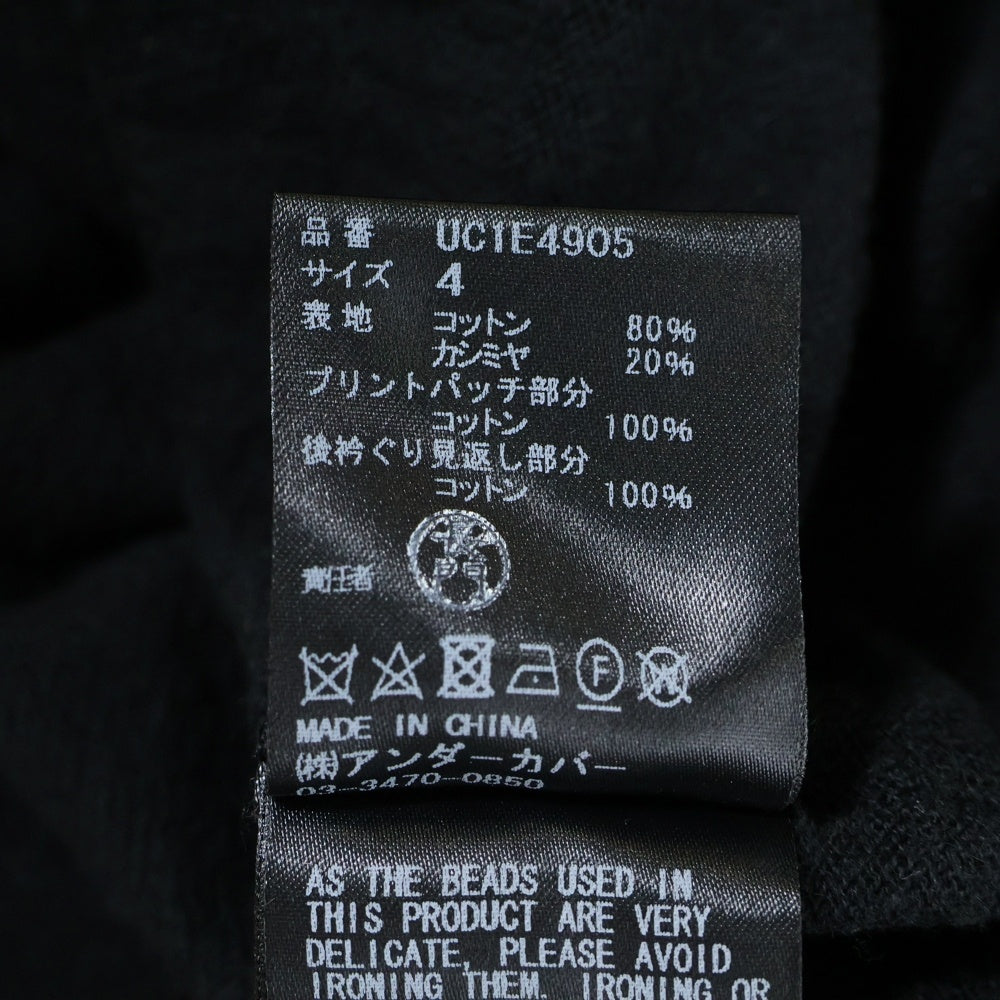 品番 UC1E4905
サイズ 4
表地 コットン 80%
カシミヤ 20%
プリントパッチ部分
コットン 100%
後衿ぐり見返し部分
コットン 100%
責任者
F
W
MADE IN CHINA
(株)アンダーカバー
03-3470-0850
AS THE BEADS USED IN
THIS PRODUCT ARE VERY
DELICATE, PLEASE AVOID
IRONING THEM. IRONING OR